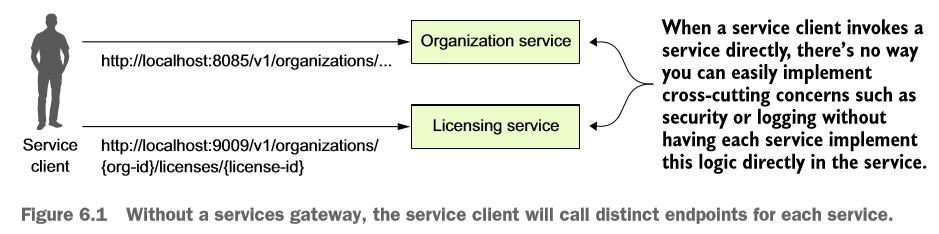 Organization service
http://localhost:8085/v1/organizations/...
Licensing service
Service
client
http://localhost:9009/v1/organizations/
{org-id}/licenses/{license-id}
When a service client invokes a
service directly, there's no way
you can easily implement
cross-cutting concerns such as
security or logging without
having each service implement
this logic directly in the service.
Figure 6.1 Without a services gateway, the service client will call distinct endpoints for each service.